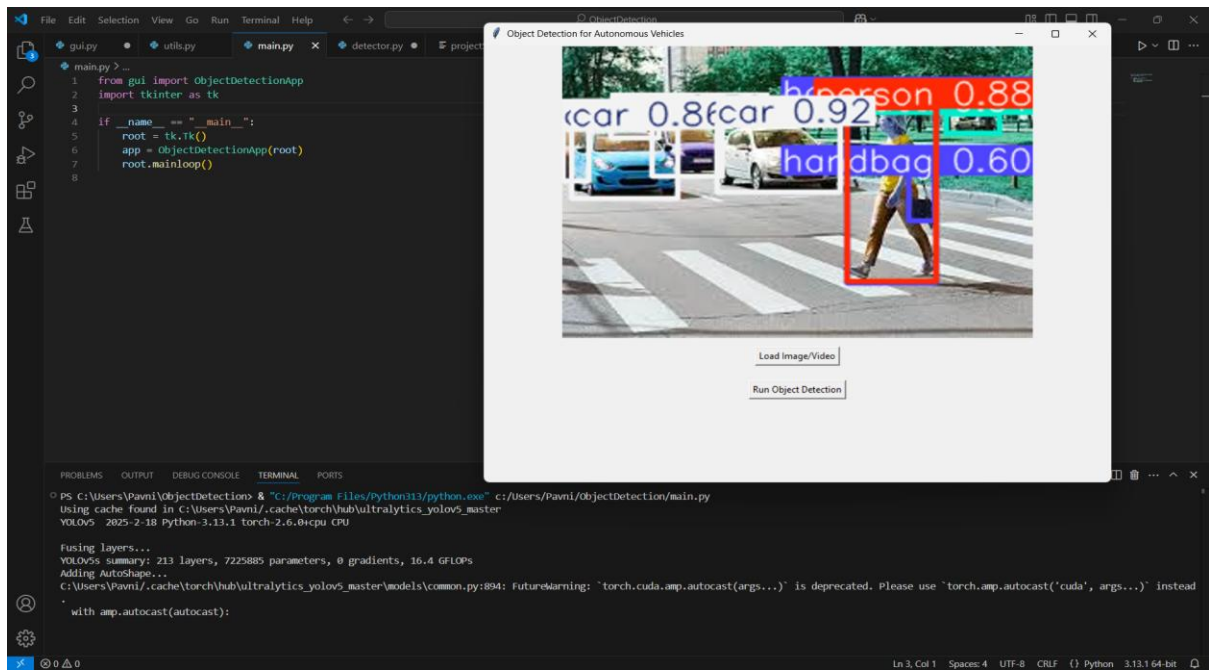 File Edit Selection View Go Run Terminal Help
ObjectDetection
gui.py
utils.py
main.py
detector.py
project
main.py > ...
1 from gui import ObjectDetectionApp
2 import tkinter as tk
3
4 if __name__ == "__main__":
5 root = tk.Tk()
6 app = ObjectDetectionApp(root)
7 root.mainloop()
8
Object Detection for Autonomous Vehicles
person 0.88
car 0.86
car 0.92
handbag 0.60
Load Image/Video
Run Object Detection
PROBLEMS OUTPUT DEBUG CONSOLE TERMINAL PORTS
PS C:\Users\Pavni\ObjectDetection> & "C:/Program Files/Python313/python.exe" c:/Users/Pavni/ObjectDetection/main.py
Using cache found in C:\Users\Pavni/.cache\torch\hub\ultralytics_yolov5_master
YOLOv5 2025-2-18 Python-3.13.1 torch-2.6.0+cpu CPU
Fusing layers...
YOLOv5s summary: 213 layers, 7225885 parameters, 0 gradients, 16.4 GFLOPs
Adding AutoShape...
C:\Users\Pavni/.cache\torch\hub\ultralytics_yolov5_master\models\common.py:894: FutureWarning: `torch.cuda.amp.autocast(args...)` is deprecated. Please use `torch.amp.autocast('cuda', args...)` instead
.
with amp.autocast(autocast):
3
0 0
Ln 3, Col 1 Spaces: 4 UTF-8 CRLF {} Python 3.13.1 64-bit